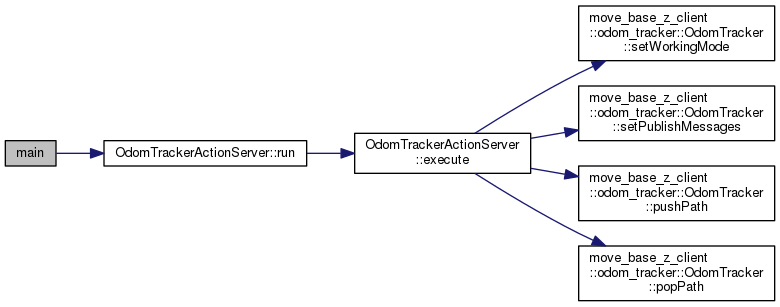 main
OdomTrackerActionServer::run
OdomTrackerActionServer
::execute
move_base_z_client
::odom_tracker::OdomTracker
::setWorkingMode
move_base_z_client
::odom_tracker::OdomTracker
::setPublishMessages
move_base_z_client
::odom_tracker::OdomTracker
::pushPath
move_base_z_client
::odom_tracker::OdomTracker
::popPath